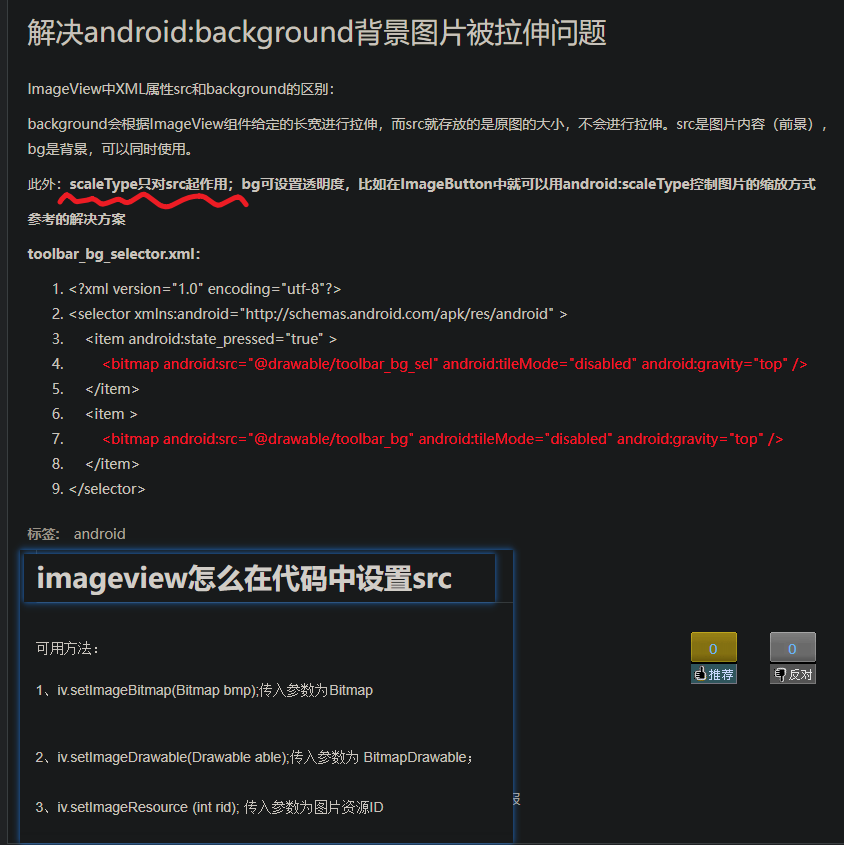 解决android:background背景图片被拉伸问题
ImageView中XML属性src和background的区别：
background会根据ImageView组件给定的长宽进行拉伸，而src就存放的是原图的大小，不会进行拉伸。src是图片内容（前景），
bg是背景，可以同时使用。
此外：scaleType只对src起作用；bg可设置透明度，比如在ImageButton中就可以用android:scaleType控制图片的缩放方式
参考的解决方案
toolbar_bg_selector.xml：
1. <?xml version="1.0" encoding="utf-8"?>
2. <selector xmlns:android="http://schemas.android.com/apk/res/android" >
3. <item android:state_pressed="true" >
4. <bitmap android:src="@drawable/toolbar_bg_sel" android:tileMode="disabled" android:gravity="top" />
5. </item>
6. <item >
7. <bitmap android:src="@drawable/toolbar_bg" android:tileMode="disabled" android:gravity="top" />
8. </item>
9. </selector>
标签: android
imageview怎么在代码中设置src
可用方法：
0 0
推荐 反对
1、iv.setImageBitmap(Bitmap bmp);传入参数为Bitmap
2、iv.setImageDrawable(Drawable able);传入参数为 BitmapDrawable；
3、iv.setImageResource (int rid); 传入参数为图片资源ID